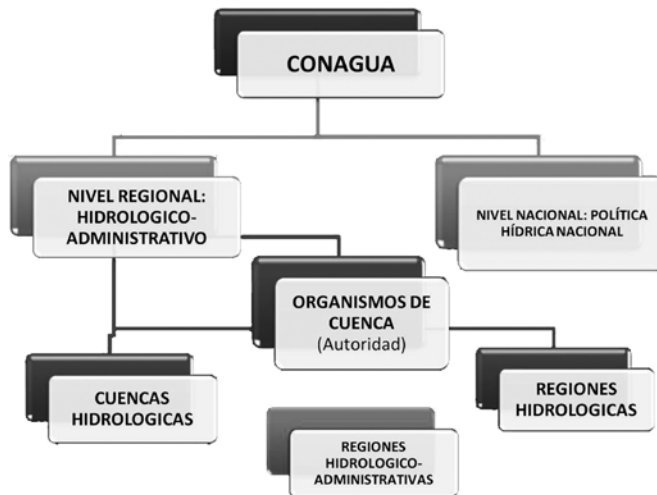 CONAGUA
NIVEL REGIONAL:
HIDROLOGICO-
ADMINISTRATIVO
NIVEL NACIONAL: POLÍTICA
HÍDRICA NACIONAL
ORGANISMOS DE
CUENCA
(Autoridad)
CUENCAS
HIDROLOGICAS
REGIONES
HIDROLOGICAS
REGIONES
HIDROLOGICO-
ADMINISTRATIVAS